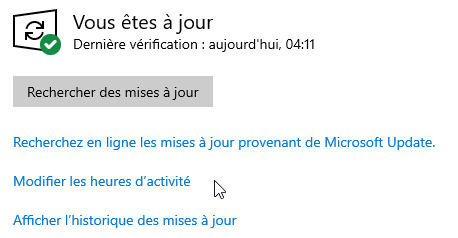 Vous êtes à jour
Dernière vérification : aujourd'hui, 04:11
Rechercher des mises à jour
Recherchez en ligne les mises à jour provenant de Microsoft Update.
Modifier les heures d’activité
Afficher l’historique des mises à jour